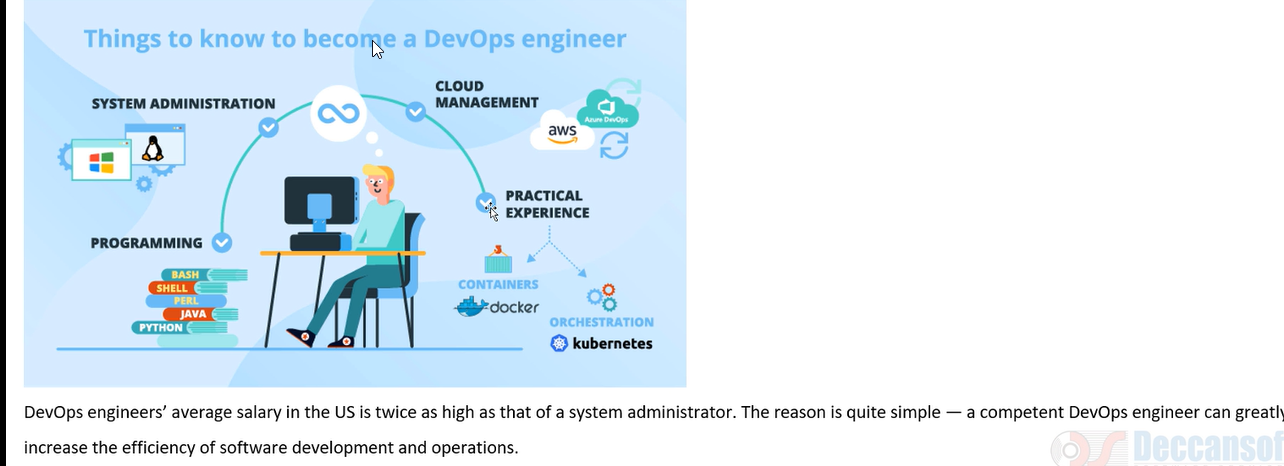 Things to know to become a DevOps engineer
SYSTEM ADMINISTRATION
CLOUD
MANAGEMENT
aws
Azure DevOps
PRACTICAL
EXPERIENCE
PROGRAMMING
BASH
SHELL
PERL
JAVA
PYTHON
CONTAINERS
docker
ORCHESTRATION
kubernetes
DevOps engineers’ average salary in the US is twice as high as that of a system administrator. The reason is quite simple — a competent DevOps engineer can greatly
increase the efficiency of software development and operations.
Deccansof